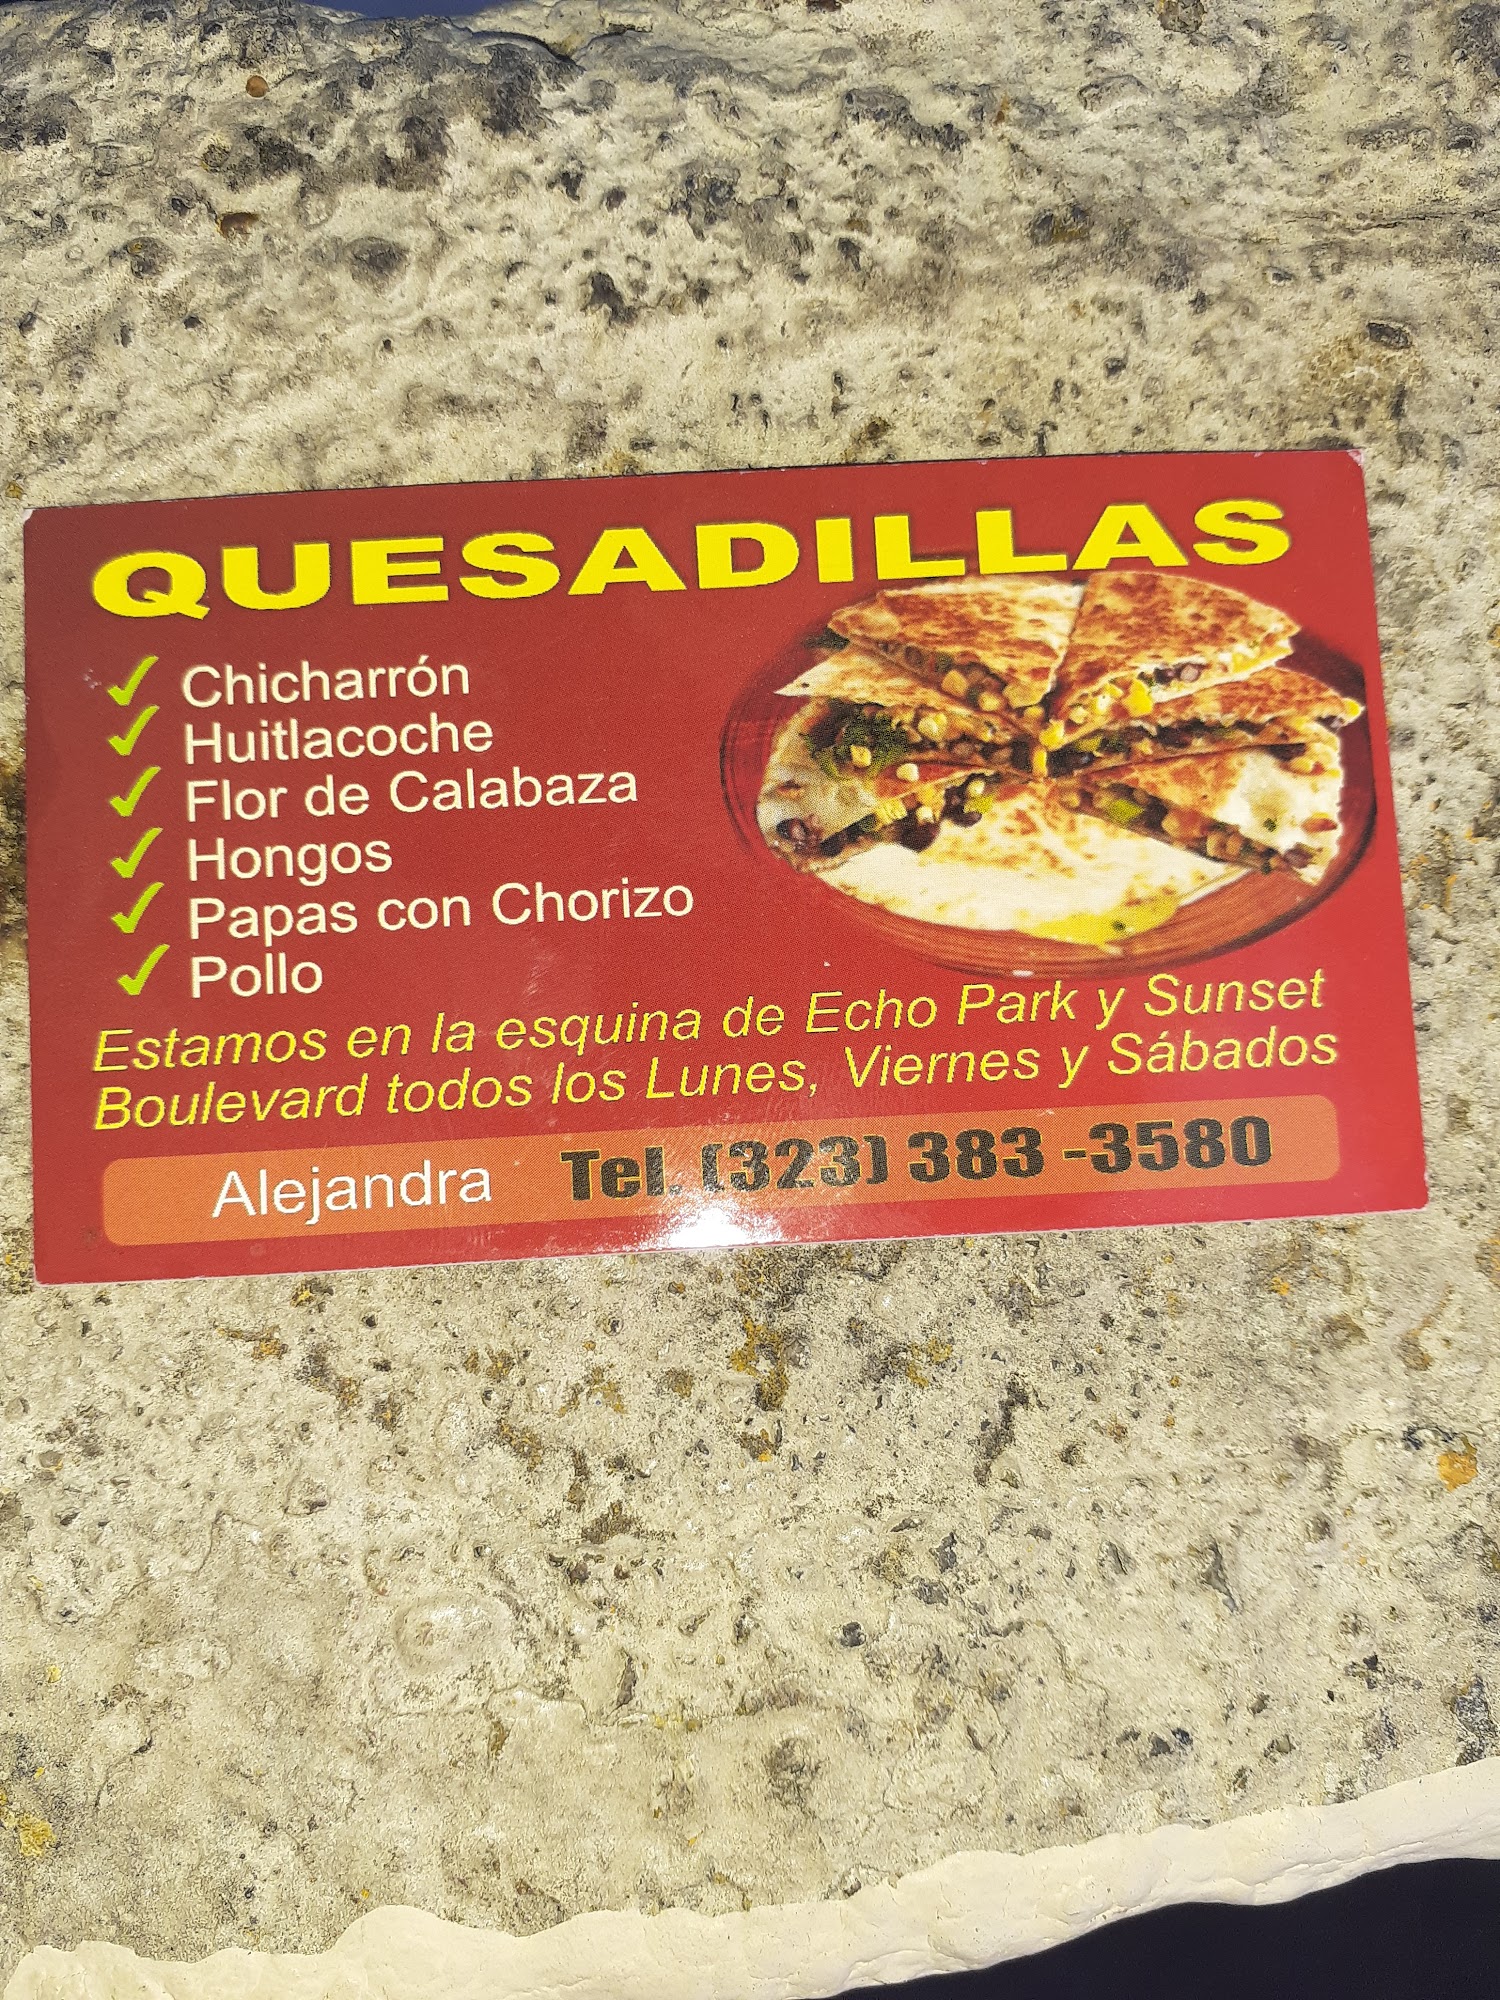 QUESADILLAS
✓ Chicharrón
✓ Huitlacoche
✓ Flor de Calabaza
✓ Hongos
✓ Papas con Chorizo
✓ Pollo
Estamos en la esquina de Echo Park y Sunset
Boulevard todos los Lunes, Viernes y Sábados
Alejandra Tel. (323) 383 -3580